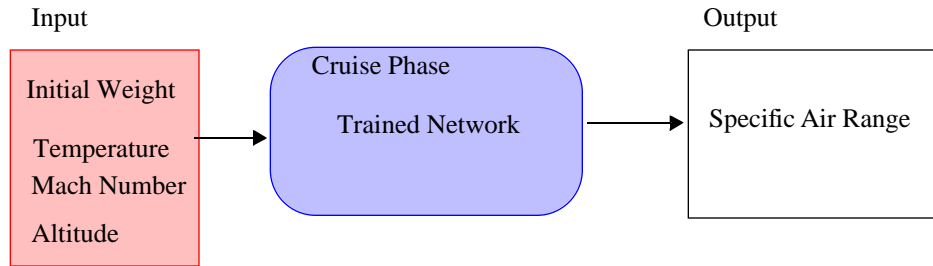 Input
Output
Initial Weight
Temperature
Mach Number
Altitude
Cruise Phase
Trained Network
Specific Air Range